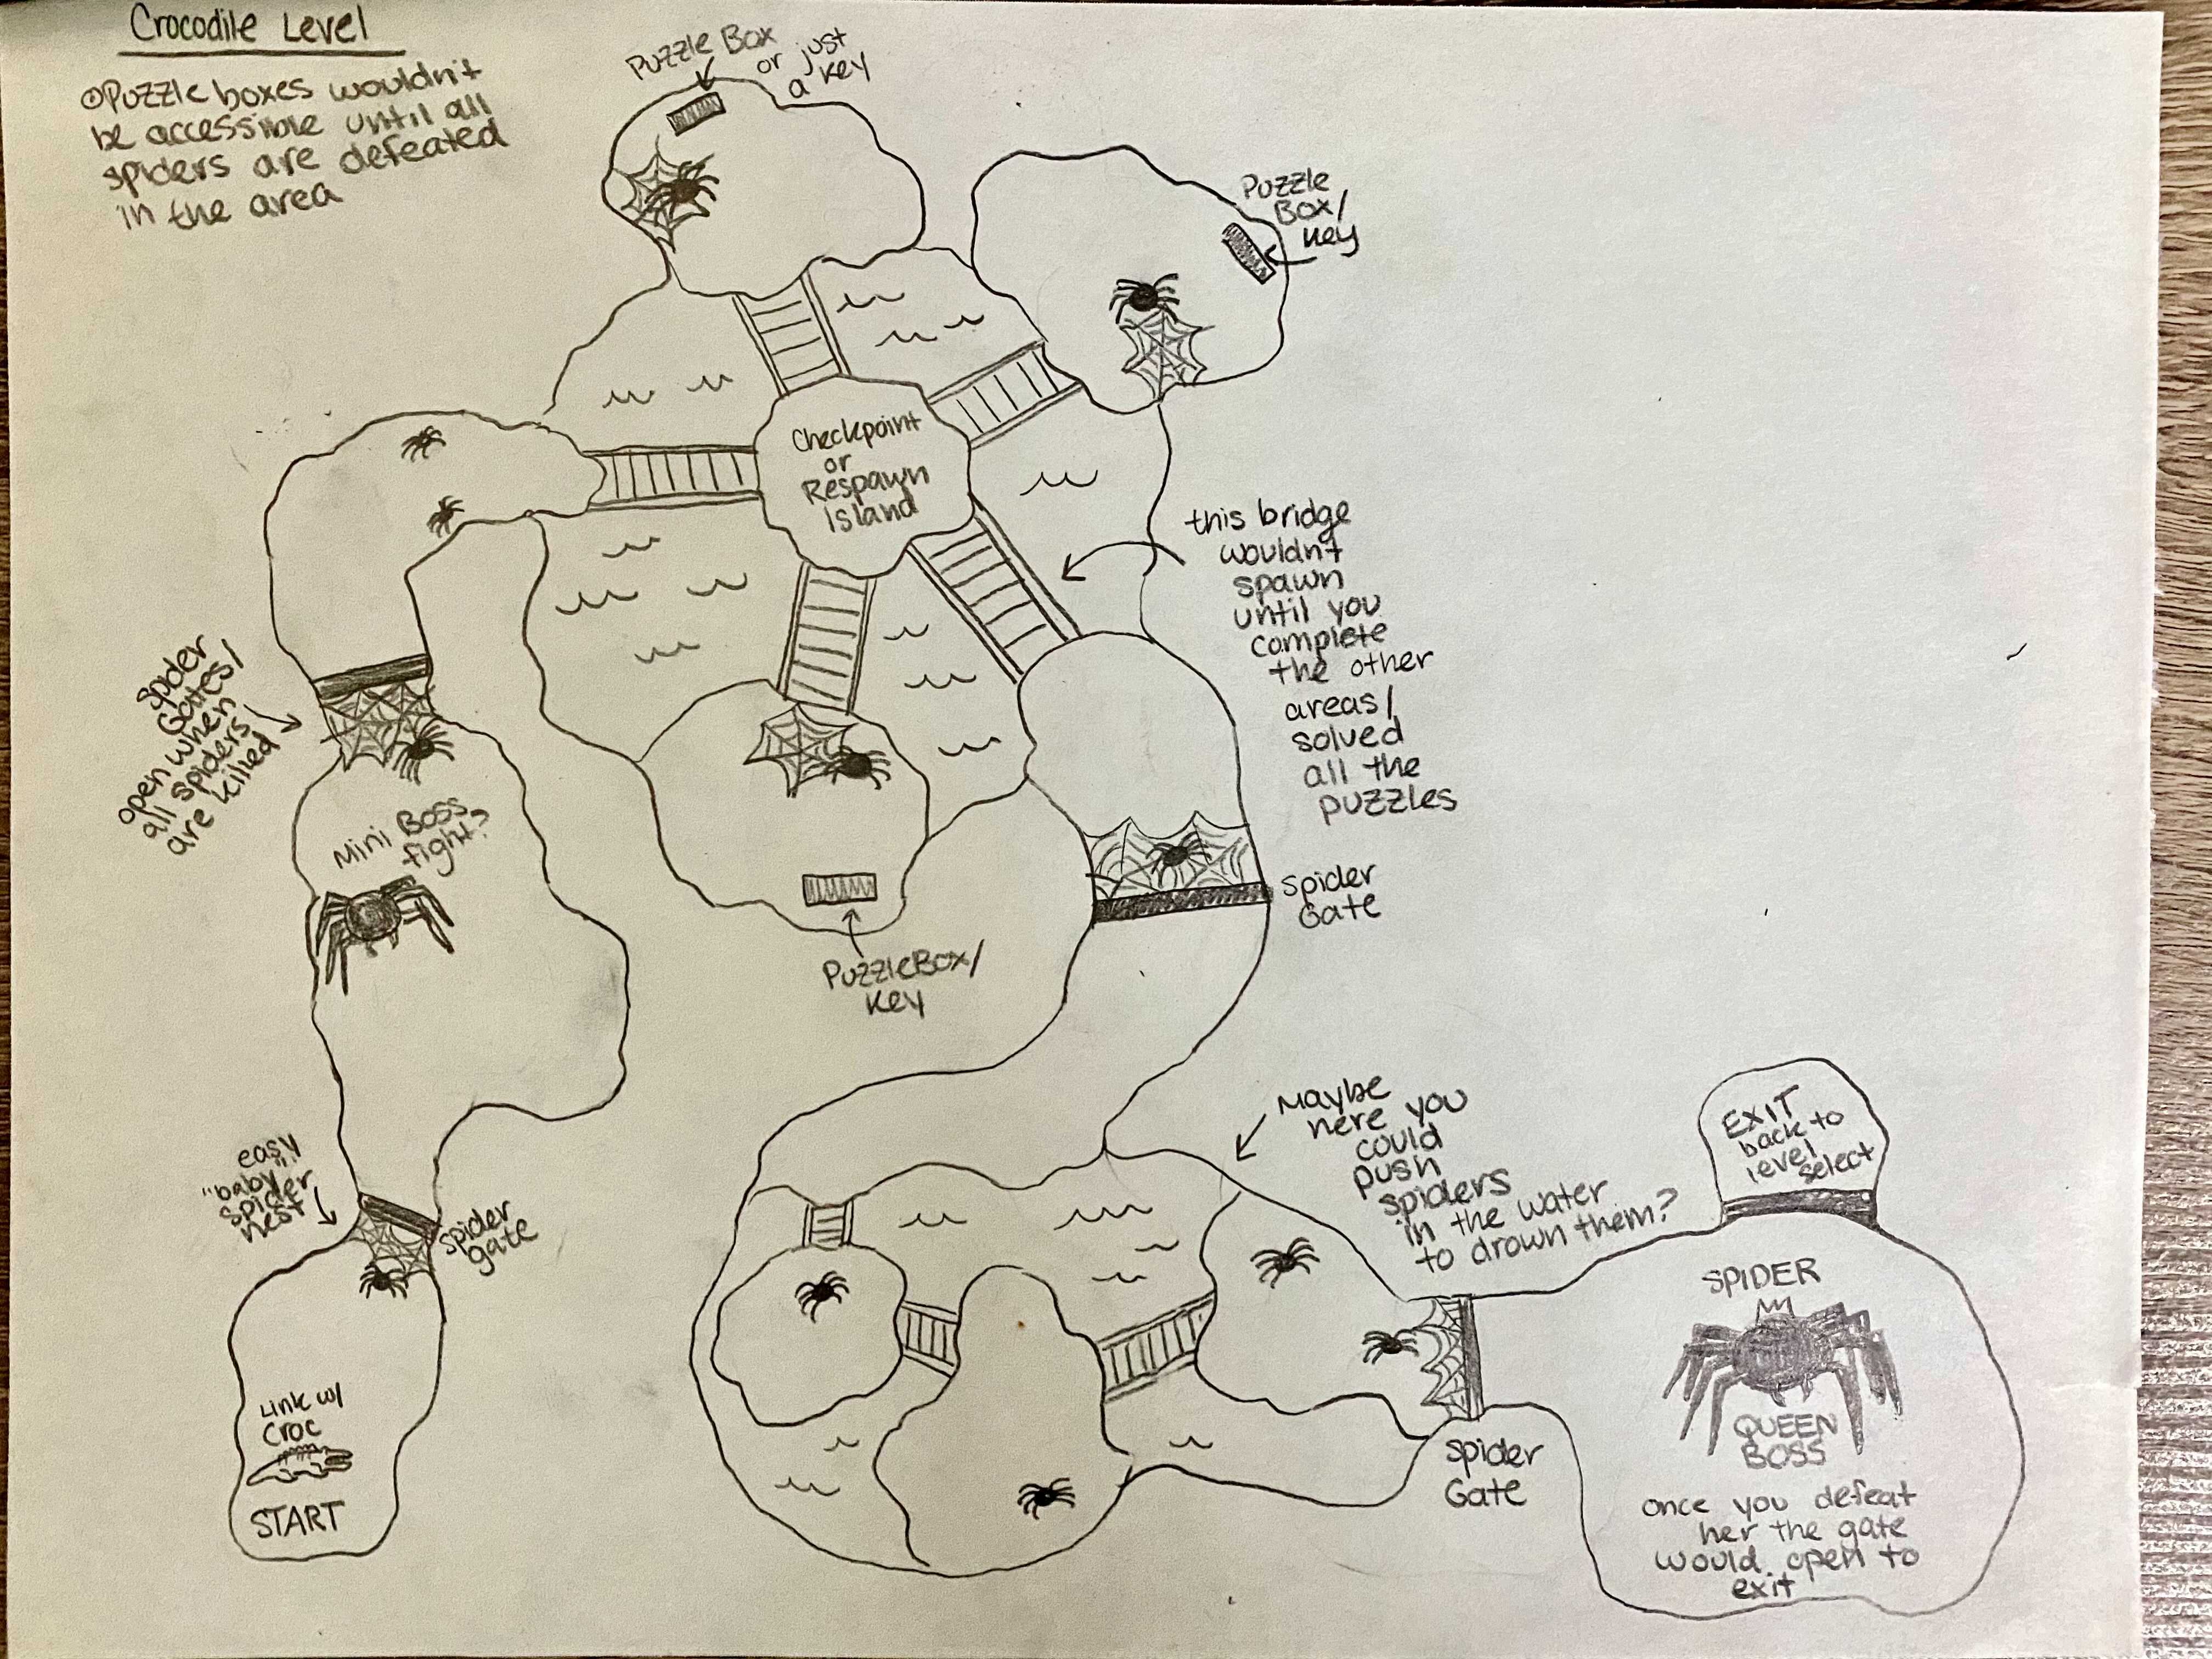 Crocodile Level
Puzzle boxes wouldn't
be accessible until all
spiders are defeated
in the area
Puzzle Box
or just
a key
Puzzle
Box/
key
Checkpoint
or
Respawn
Island
this bridge
wouldn't
spawn
until you
complete
the other
areas/
solved
all the
puzzles
spider
Gates/
open when
all spiders
are killed
Mini Boss
fight?
Spider
Gate
PuzzleBox/
key
easy
"baby"
spider
nest
spider
gate
Link w/
Croc
START
Maybe
here you
could
push
spiders
in the water
to drown them?
EXIT
back to
level select
SPIDER
QUEEN
BOSS
once you defeat
her the gate
would open to
exit
Spider
Gate